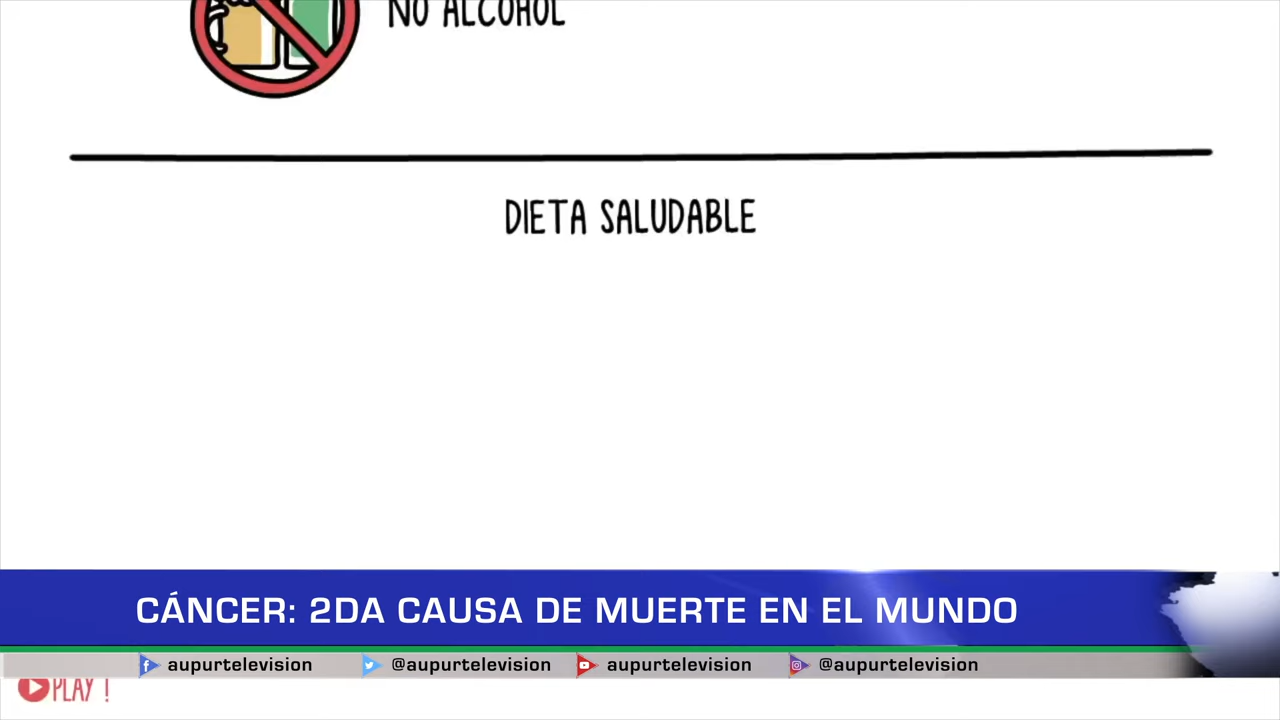 NO ALCOHOL
DIETA SALUDABLE
CÁNCER: 2DA CAUSA DE MUERTE EN EL MUNDO
aupurtelevision @aupurtelevision aupurtelevision @aupurtelevision
PLAY !